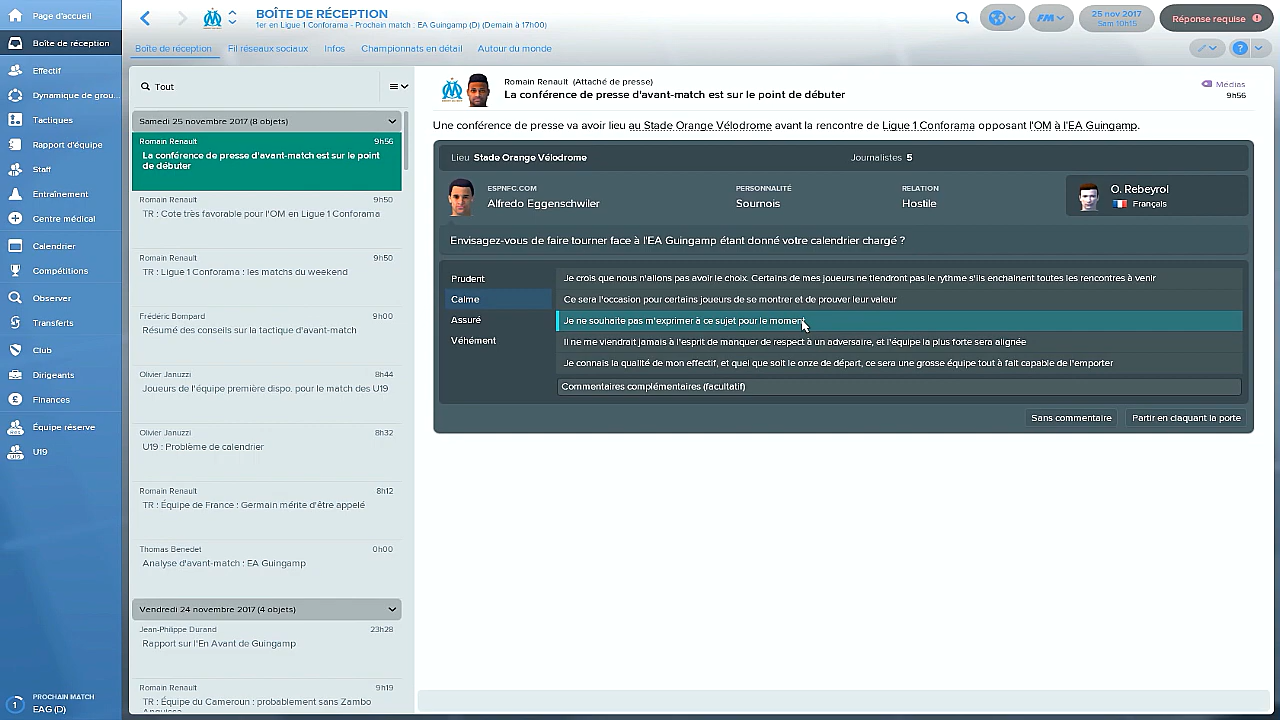 Page d'accueil
Boîte de réception
Effectif
Dynamique de grou...
Tactiques
Rapport d'équipe
Staff
Entraînement
Centre médical
Calendrier
Compétitions
Observer
Transferts
Club
Dirigeants
Finances
Équipe réserve
U19
1
PROCHAIN MATCH
EAG (D)
BOÎTE DE RÉCEPTION
1er en Ligue 1 Conforama - Prochain match : EA Guingamp (D) (Demain à 17h00)
FM
25 nov 2017
Sam 10h15
Réponse requise
Boîte de réception Fil réseaux sociaux Infos Championnats en détail Autour du monde
?
Tout
Samedi 25 novembre 2017 (8 objets)
Romain Renault 9h56
La conférence de presse d'avant-match est sur le point
de débuter
Romain Renault 9h50
TR : Cote très favorable pour l'OM en Ligue 1 Conforama
Romain Renault 9h50
TR : Ligue 1 Conforama : les matchs du weekend
Frédéric Bompard 9h00
Résumé des conseils sur la tactique d'avant-match
Olivier Januzzi 8h44
Joueurs de l'équipe première dispo. pour le match des U19
Olivier Januzzi 8h32
U19 : Problème de calendrier
Romain Renault 8h12
TR : Équipe de France : Germain mérite d'être appelé
Thomas Benedet 0h00
Analyse d'avant-match : EA Guingamp
Vendredi 24 novembre 2017 (4 objets)
Jean-Philippe Durand 23h28
Rapport sur l'En Avant de Guingamp
Romain Renault 9h19
TR : Équipe du Cameroun : probablement sans Zambo
Anguissa
Romain Renault (Attaché de presse)
La conférence de presse d'avant-match est sur le point de débuter
Médias
9h56
Une conférence de presse va avoir lieu au Stade Orange Vélodrome avant la rencontre de Ligue 1 Conforama opposant l'OM à l'EA Guingamp.
Lieu Stade Orange Vélodrome Journalistes 5
ESPNFC.COM PERSONNALITÉ RELATION
Alfredo Eggenschwiler Sournois Hostile
O. Rebeyrol
Français
Envisagez-vous de faire tourner face à l'EA Guingamp étant donné votre calendrier chargé ?
Prudent
Calme
Assuré
Véhément
Je crois que nous n'allons pas avoir le choix. Certains de mes joueurs ne tiendront pas le rythme s'ils enchaînent toutes les rencontres à venir
Ce sera l'occasion pour certains joueurs de se montrer et de prouver leur valeur
Je ne souhaite pas m'exprimer à ce sujet pour le moment
Il ne me viendrait jamais à l'esprit de manquer de respect à un adversaire, et l'équipe la plus forte sera alignée
Je connais la qualité de mon effectif, et quel que soit le onze de départ, ce sera une grosse équipe tout à fait capable de l'emporter
Commentaires complémentaires (facultatif)
Sans commentaire Partir en claquant la porte